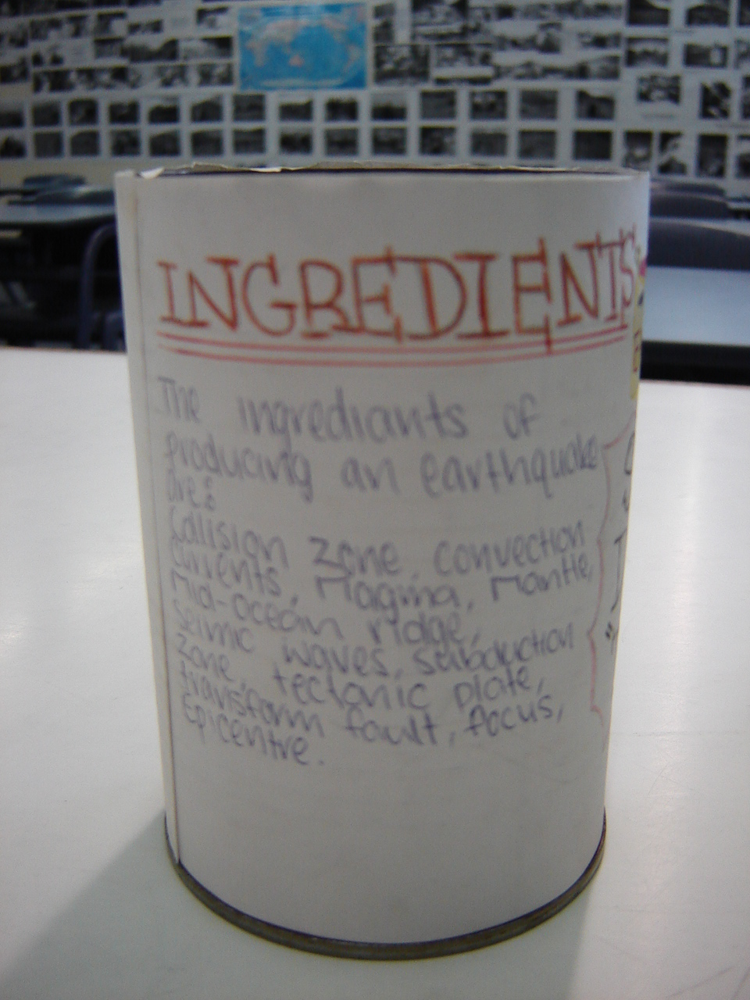 INGREDIENTS
The ingrediants of
producing an earthquake
are:
Collision Zone, convection
currents, Magma, Mantle,
Mid-ocean ridge,
Seimic waves, subduction
zone, tectonic plate,
transform fault, focus,
Epicentre.